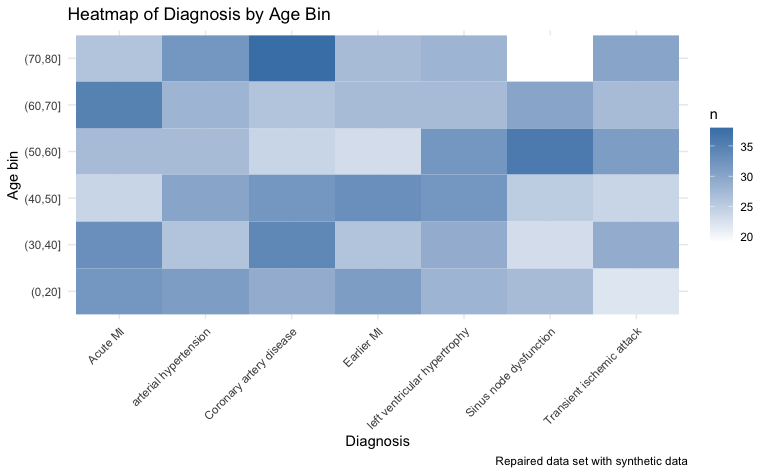 Heatmap of Diagnosis by Age Bin
Age bin
(70,80]
(60,70]
(50,60]
(40,50]
(30,40]
(0,20]
Acute MI
arterial hypertension
Coronary artery disease
Earlier MI
left ventricular hypertrophy
Sinus node dysfunction
Transient ischemic attack
Diagnosis
n
35
30
25
20
Repaired data set with synthetic data